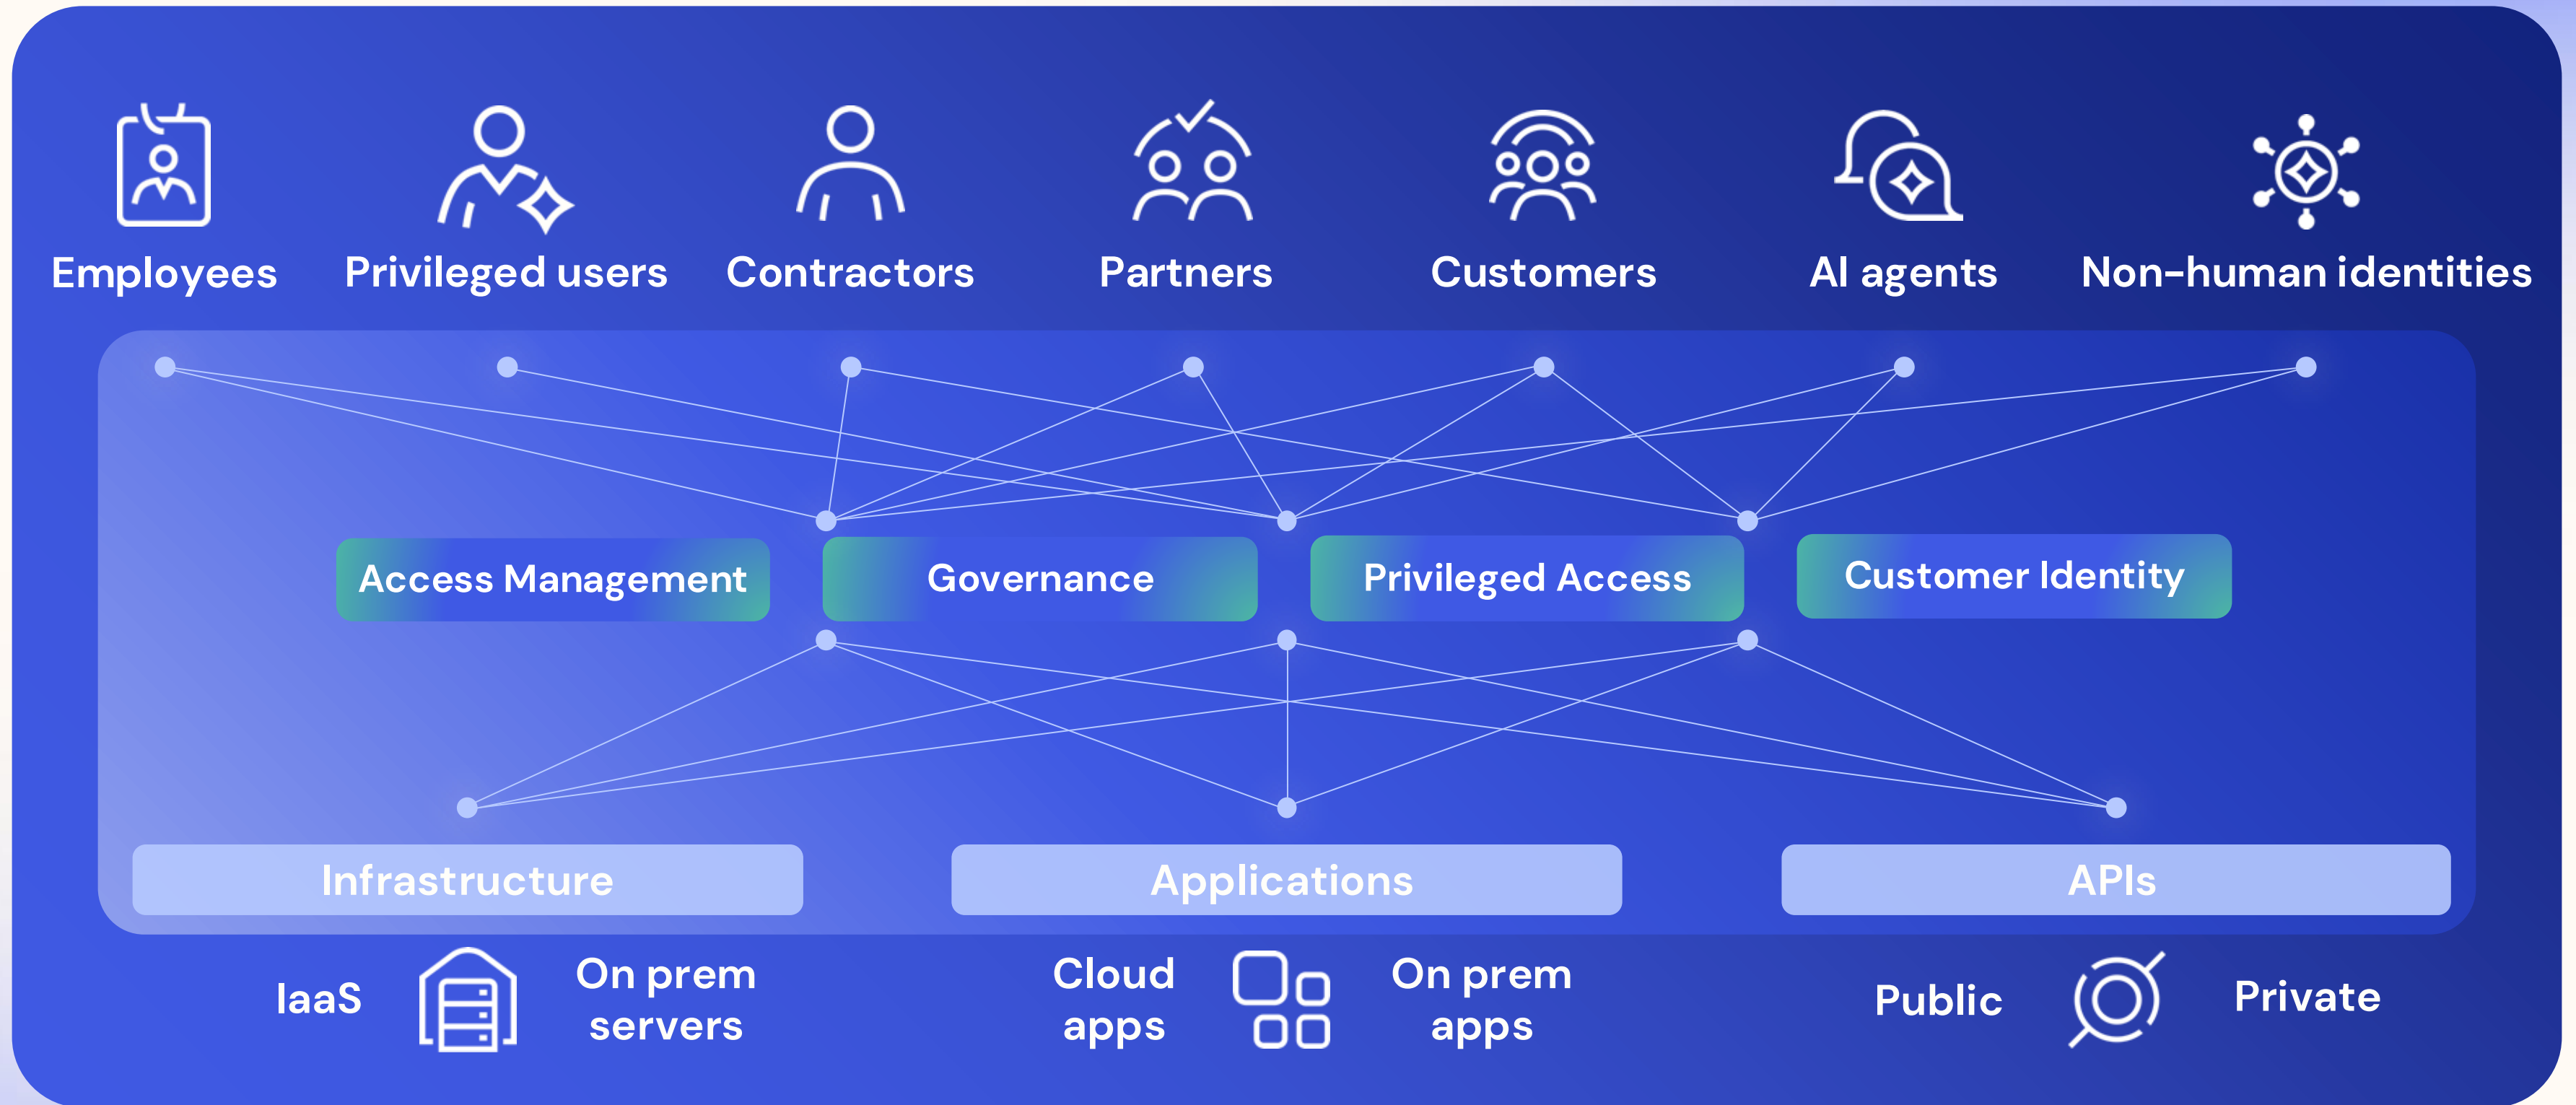 Employees
Privileged users
Contractors
Partners
Customers
AI agents
Non-human identities
Access Management
Governance
Privileged Access
Customer Identity
Infrastructure
Applications
APIs
IaaS
On prem
servers
Cloud
apps
On prem
apps
Public
Private